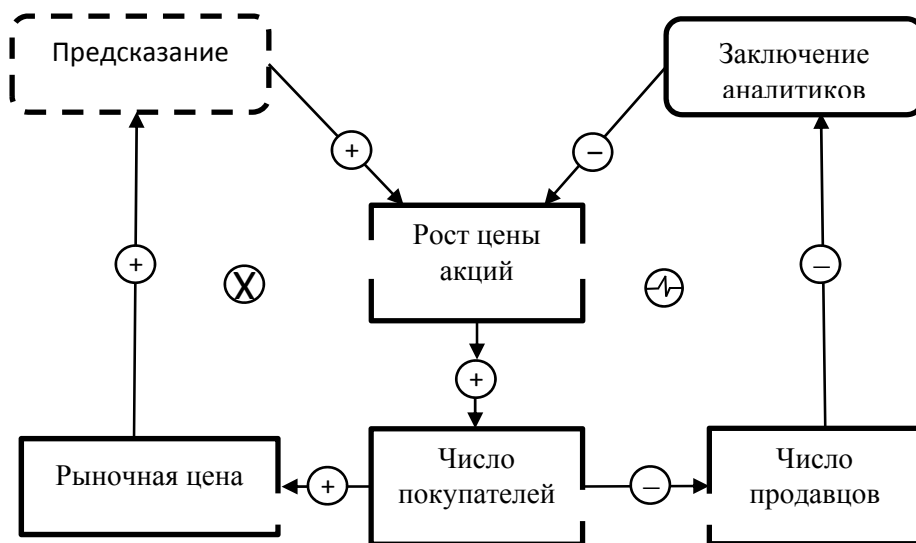 Предсказание
Заключение
аналитиков
+
–
Рост цены
акций
+
X
–
+
Рыночная цена
+
Число
покупателей
–
Число
продавцов